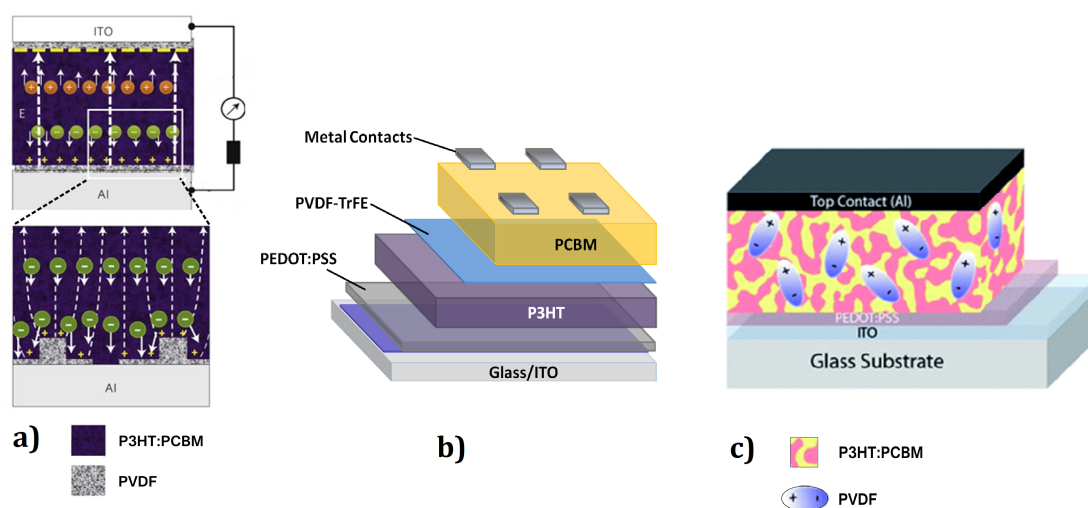 ITO
E
Al
Al
a)
P3HT:PCBM
PVDF
Metal Contacts
PVDF-TrFE
PEDOT:PSS
PCBM
P3HT
Glass/ITO
b)
Top Contact (Al)
PEDOT:PSS
ITO
Glass Substrate
c)
P3HT:PCBM
PVDF